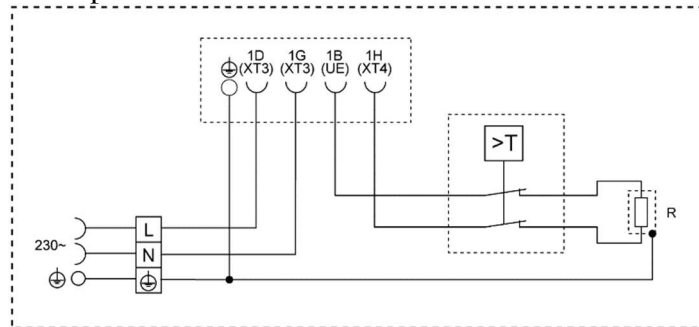 1D 1G 1B 1H
(XT3) (XT3) (UE) (XT4)
>T
R
L
230~ N